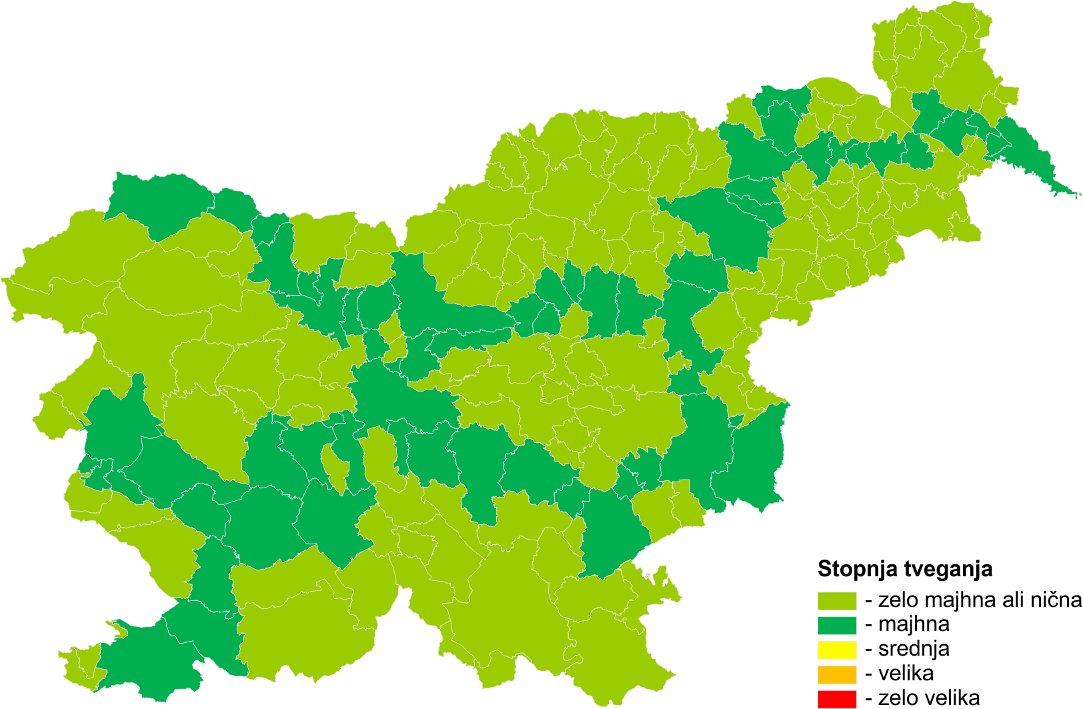 Stopnja tveganja
- zelo majhna ali nična
- majhna
- srednja
- velika
- zelo velika